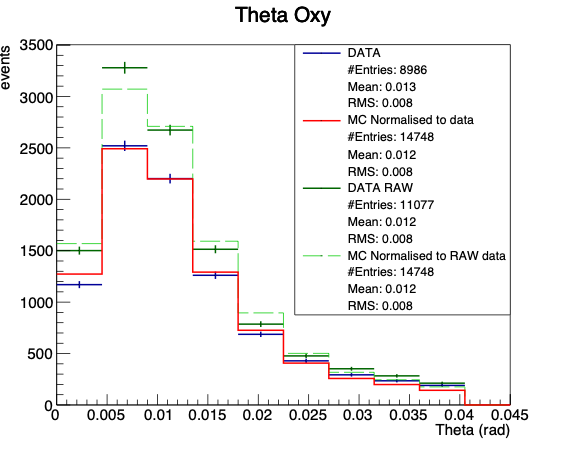 Theta Oxy
events
3500
3000
2500
2000
1500
1000
500
0
0 0.005 0.01 0.015 0.02 0.025 0.03 0.035 0.04 0.045
Theta (rad)
DATA
#Entries: 8986
Mean: 0.013
RMS: 0.008
MC Normalised to data
#Entries: 14748
Mean: 0.012
RMS: 0.008
DATA RAW
#Entries: 11077
Mean: 0.012
RMS: 0.008
MC Normalised to RAW data
#Entries: 14748
Mean: 0.012
RMS: 0.008